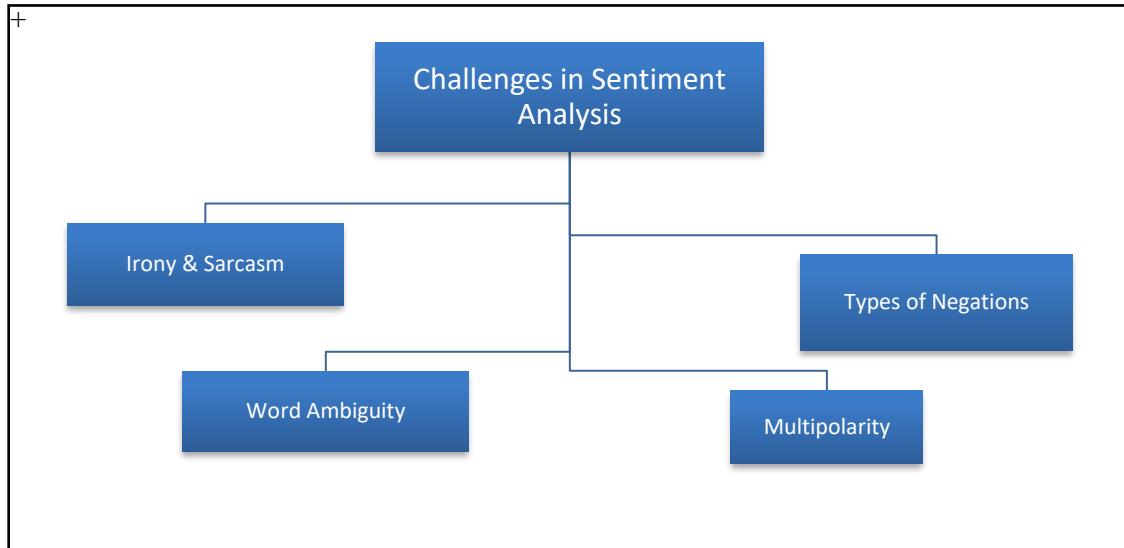 +
Challenges in Sentiment
Analysis
Irony & Sarcasm
Types of Negations
Word Ambiguity
Multipolarity